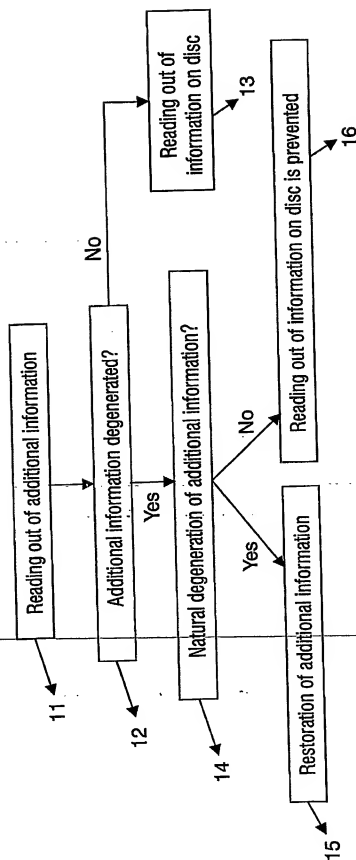 Reading out of additional information
11
Additional information degenerated?
12
No
Reading out of
information on disc
13
Yes
Natural degeneration of additional information?
14
Yes
No
Restoration of additional information
15
Reading out of information on disc is prevented
16